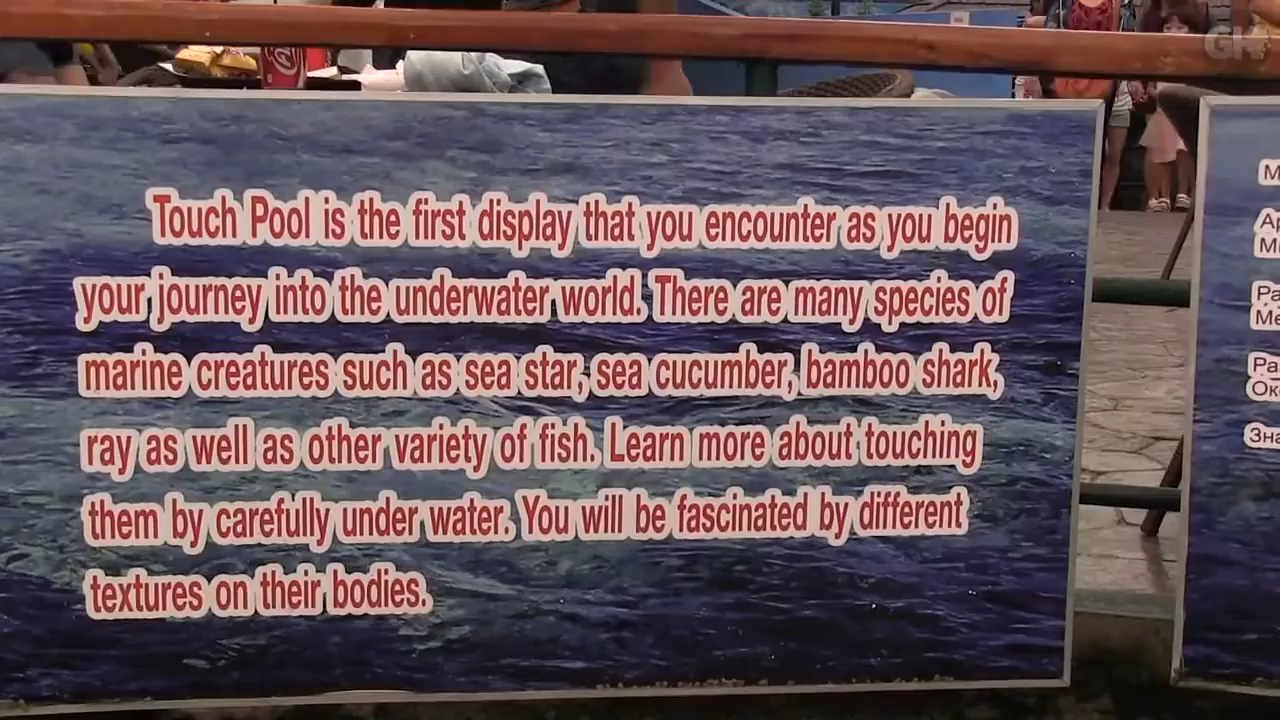 GH
Touch Pool is the first display that you encounter as you begin
your journey into the underwater world. There are many species of
marine creatures such as sea star, sea cucumber, bamboo shark,
ray as well as other variety of fish. Learn more about touching
them by carefully under water. You will be fascinated by different
textures on their bodies.